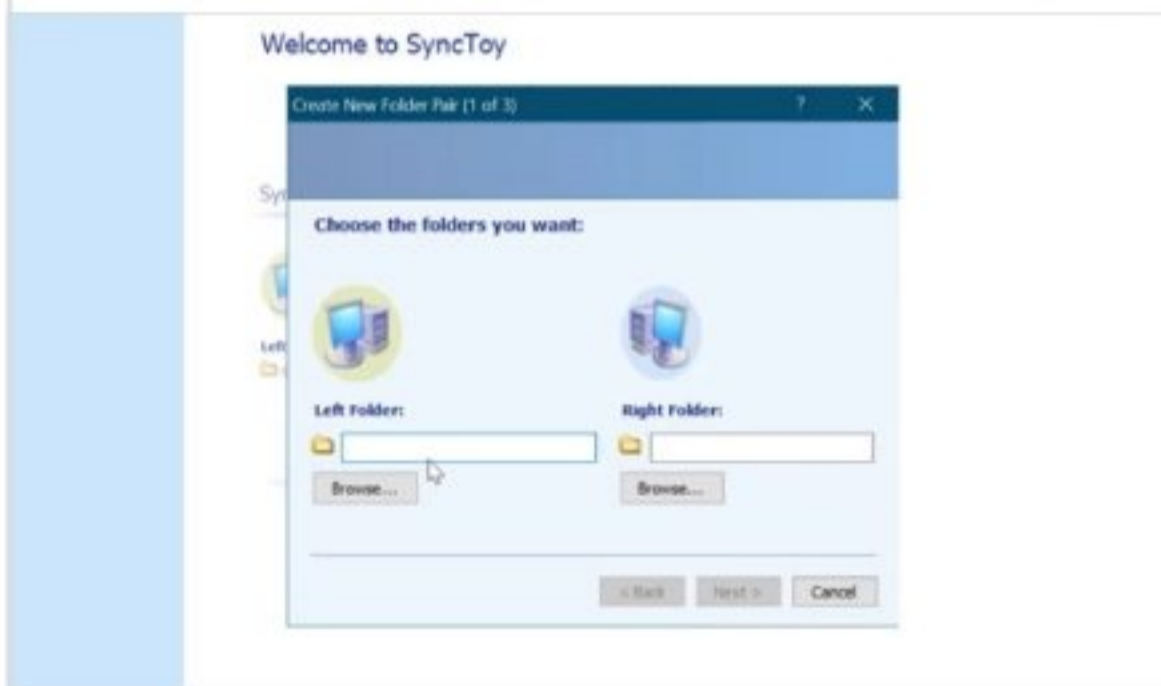 Welcome to SyncToy
Create New Folder Pair (1 of 3)
?
Choose the folders you want:
Left Folder:
Right Folder:
Browse...
Browse...
< Back
Next >
Cancel